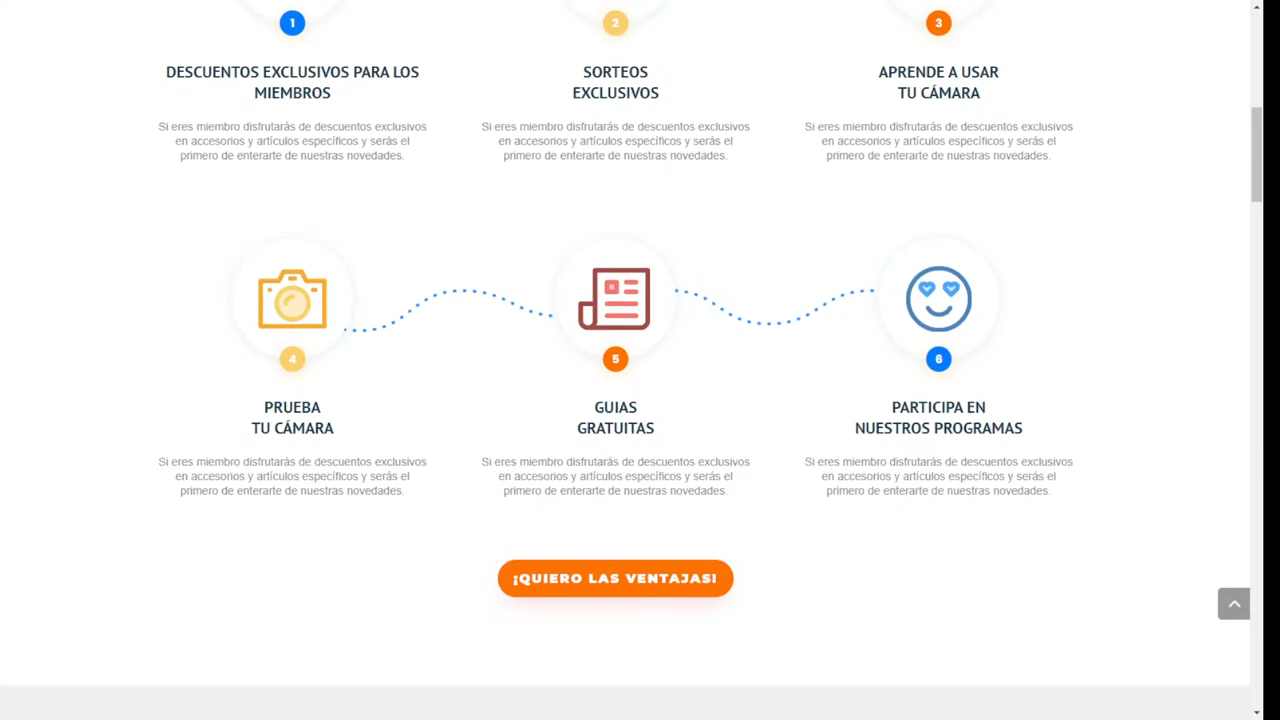 1
2
3
DESCUENTOS EXCLUSIVOS PARA LOS
MIEMBROS
SORTEOS
EXCLUSIVOS
APRENDE A USAR
TU CÁMARA
Si eres miembro disfrutarás de descuentos exclusivos
en accesorios y artículos específicos y serás el
primero de enterarte de nuestras novedades.
Si eres miembro disfrutarás de descuentos exclusivos
en accesorios y artículos específicos y serás el
primero de enterarte de nuestras novedades.
Si eres miembro disfrutarás de descuentos exclusivos
en accesorios y artículos específicos y serás el
primero de enterarte de nuestras novedades.
4
5
6
PRUEBA
TU CÁMARA
GUIAS
GRATUITAS
PARTICIPA EN
NUESTROS PROGRAMAS
Si eres miembro disfrutarás de descuentos exclusivos
en accesorios y artículos específicos y serás el
primero de enterarte de nuestras novedades.
Si eres miembro disfrutarás de descuentos exclusivos
en accesorios y artículos específicos y serás el
primero de enterarte de nuestras novedades.
Si eres miembro disfrutarás de descuentos exclusivos
en accesorios y artículos específicos y serás el
primero de enterarte de nuestras novedades.
¡QUIERO LAS VENTAJAS!